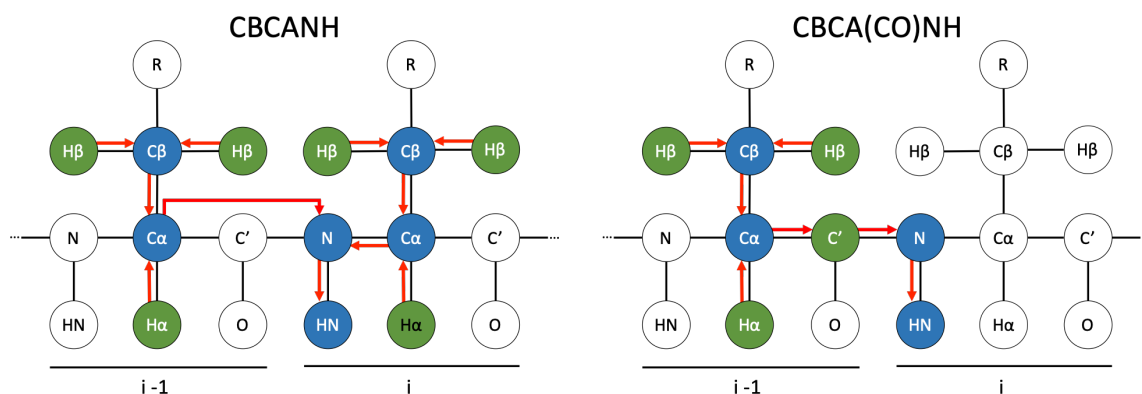 CBCANH CBCA(CO)NH
R R R R
Hβ Cβ Hβ Hβ Cβ Hβ Hβ Cβ Hβ Hβ Cβ Hβ
... N Cα C′ N Cα C′ ... ... N Cα C′ N Cα C′
HN Hα O HN Hα O HN Hα O HN Hα O
i -1 i i -1 i